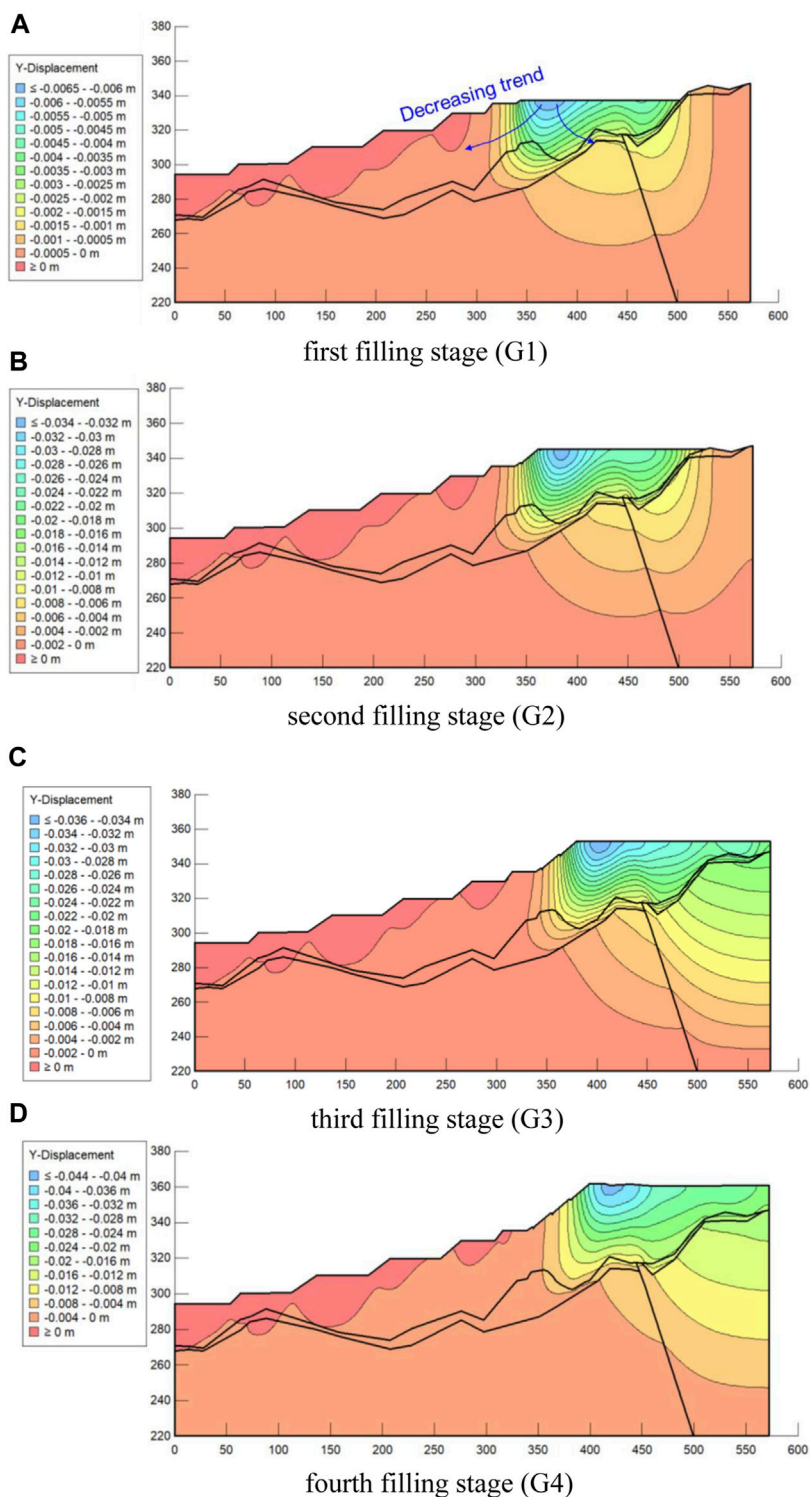 A
Y-Displacement
≤ -0.0065 - -0.006 m
-0.006 - -0.0055 m
-0.0055 - -0.005 m
-0.005 - -0.0045 m
-0.0045 - -0.004 m
-0.004 - -0.0035 m
-0.0035 - -0.003 m
-0.003 - -0.0025 m
-0.0025 - -0.002 m
-0.002 - -0.0015 m
-0.0015 - -0.001 m
-0.001 - -0.0005 m
-0.0005 - 0 m
≥ 0 m
380
360
340
320
300
280
260
240
220
Decreasing trend
0 50 100 150 200 250 300 350 400 450 500 550 600
first filling stage (G1)
B
Y-Displacement
≤ -0.034 - -0.032 m
-0.032 - -0.03 m
-0.03 - -0.028 m
-0.028 - -0.026 m
-0.026 - -0.024 m
-0.024 - -0.022 m
-0.022 - -0.02 m
-0.02 - -0.018 m
-0.018 - -0.016 m
-0.016 - -0.014 m
-0.014 - -0.012 m
-0.012 - -0.01 m
-0.01 - -0.008 m
-0.008 - -0.006 m
-0.006 - -0.004 m
-0.004 - -0.002 m
-0.002 - 0 m
≥ 0 m
380
360
340
320
300
280
260
240
220
0 50 100 150 200 250 300 350 400 450 500 550 600
second filling stage (G2)
C
Y-Displacement
≤ -0.036 - -0.034 m
-0.034 - -0.032 m
-0.032 - -0.03 m
-0.03 - -0.028 m
-0.028 - -0.026 m
-0.026 - -0.024 m
-0.024 - -0.022 m
-0.022 - -0.02 m
-0.02 - -0.018 m
-0.018 - -0.016 m
-0.016 - -0.014 m
-0.014 - -0.012 m
-0.012 - -0.01 m
-0.01 - -0.008 m
-0.008 - -0.006 m
-0.006 - -0.004 m
-0.004 - -0.002 m
-0.002 - 0 m
≥ 0 m
380
360
340
320
300
280
260
240
220
0 50 100 150 200 250 300 350 400 450 500 550 600
third filling stage (G3)
D
Y-Displacement
≤ -0.044 - -0.04 m
-0.04 - -0.036 m
-0.036 - -0.032 m
-0.032 - -0.028 m
-0.028 - -0.024 m
-0.024 - -0.02 m
-0.02 - -0.016 m
-0.016 - -0.012 m
-0.012 - -0.008 m
-0.008 - -0.004 m
-0.004 - 0 m
≥ 0 m
380
360
340
320
300
280
260
240
220
0 50 100 150 200 250 300 350 400 450 500 550 600
fourth filling stage (G4)